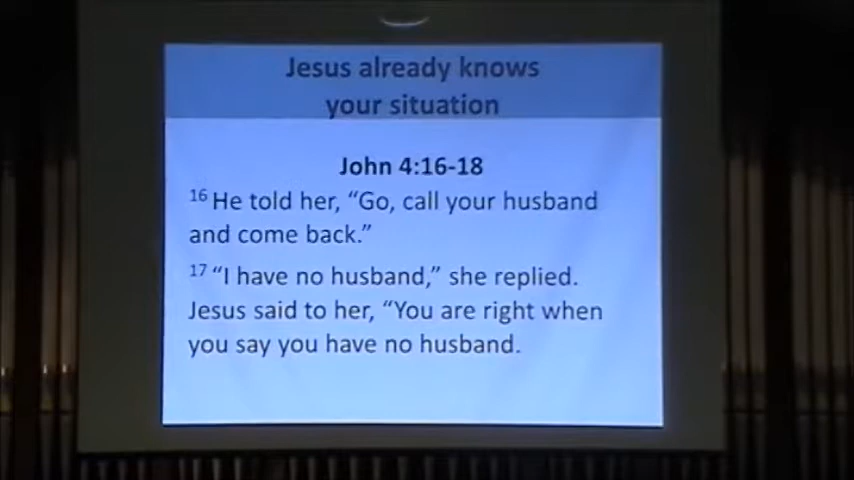 Jesus already knows
your situation
John 4:16-18
16 He told her, “Go, call your husband
and come back.”
17 “I have no husband,” she replied.
Jesus said to her, “You are right when
you say you have no husband.